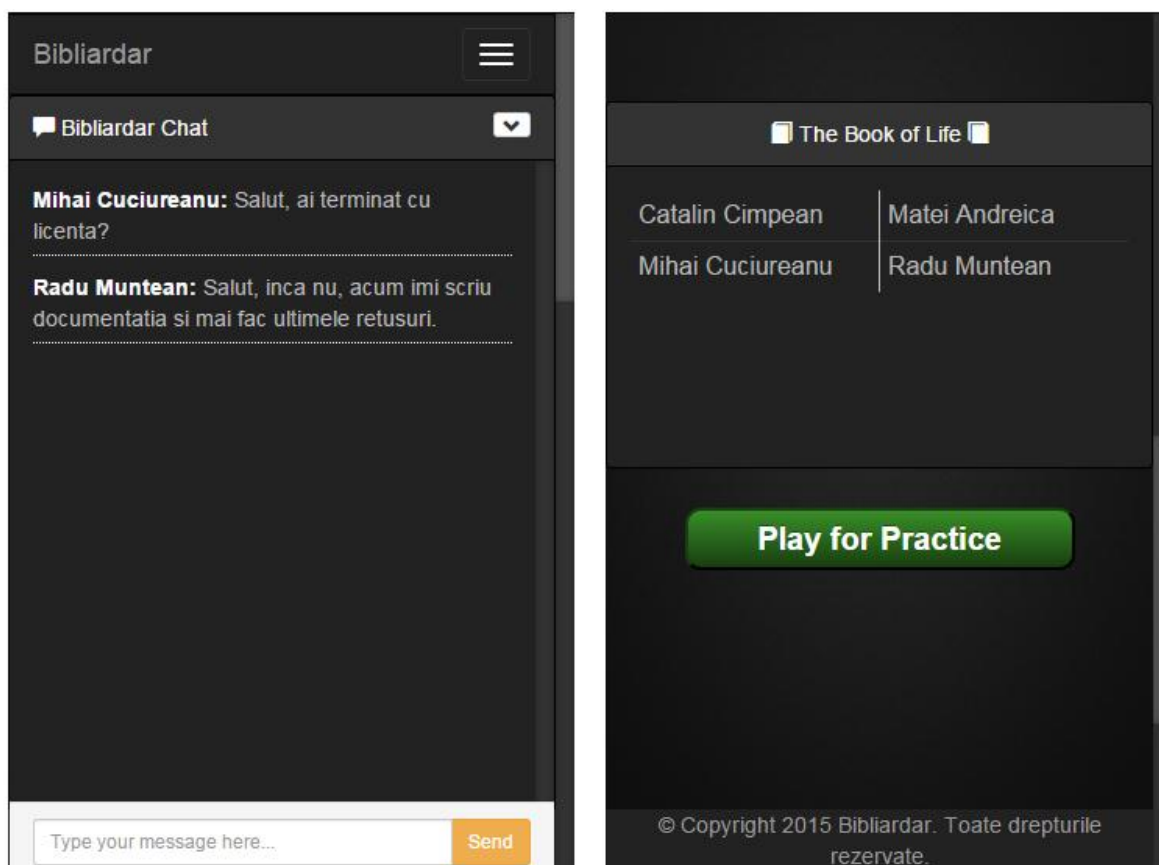 Bibliardar
Bibliardar Chat
Mihai Cuciureanu: Salut, ai terminat cu
licenta?
Radu Muntean: Salut, inca nu, acum imi scriu
documentatia si mai fac ultimele retusuri.
Type your message here...
Send
The Book of Life
Catalin Cimpean
Matei Andreica
Mihai Cuciureanu
Radu Muntean
Play for Practice
© Copyright 2015 Bibliardar. Toate drepturile
rezervate.